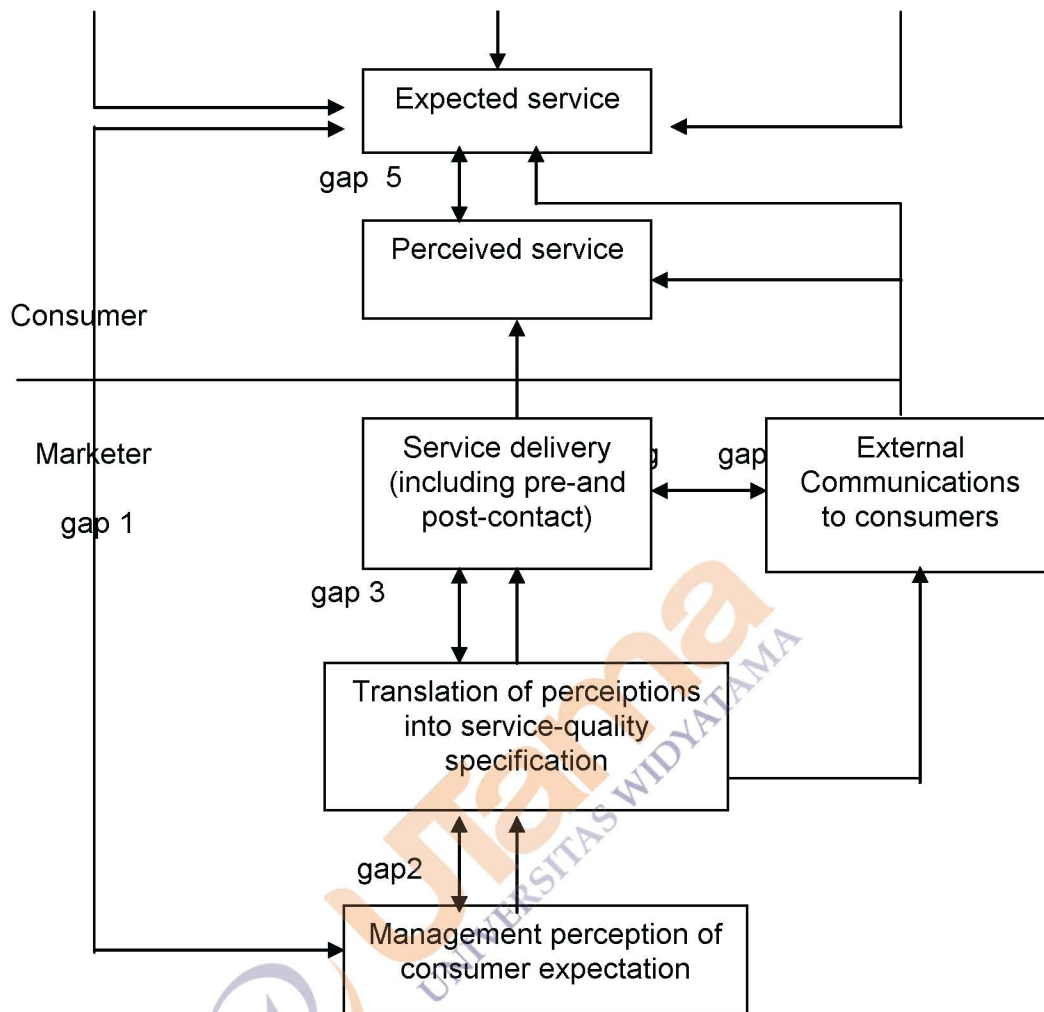 Expected service
gap 5
Perceived service
Consumer
Marketer
gap 1
Service delivery
(including pre-and
post-contact)
g
gap
External
Communications
to consumers
gap 3
Translation of perceiptions
into service-quality
specification
gap2
Management perception of
consumer expectation
Utama
UNIVERSITAS WIDYATAMA